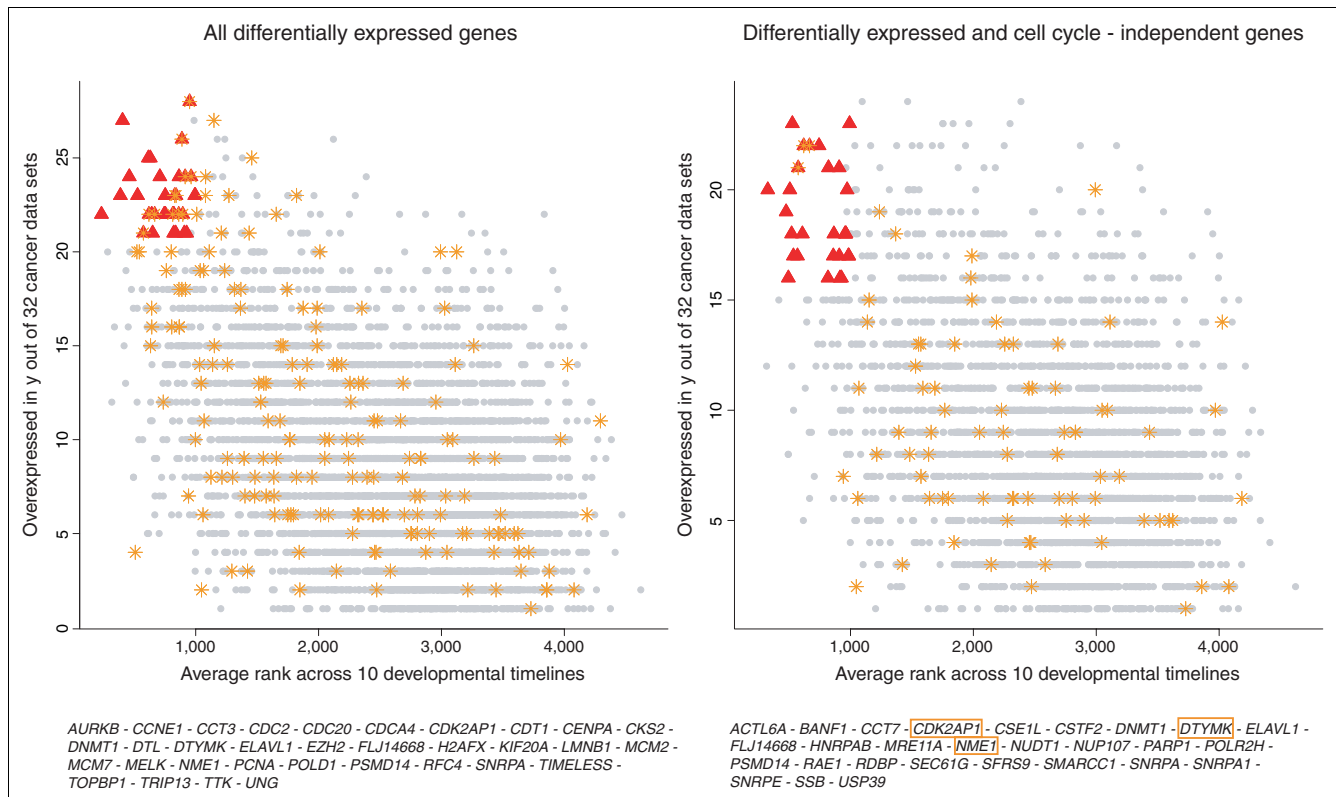 All differentially expressed genes
Overexpressed in y out of 32 cancer data sets
25
20
15
10
5
0
1,000 2,000 3,000 4,000
Average rank across 10 developmental timelines
AURKB - CCNE1 - CCT3 - CDC2 - CDC20 - CDCA4 - CDK2AP1 - CDT1 - CENPA - CKS2 -
DNMT1 - DTL - DTYMK - ELAVL1 - EZH2 - FLJ14668 - H2AFX - KIF20A - LMNB1 - MCM2 -
MCM7 - MELK - NME1 - PCNA - POLD1 - PSMD14 - RFC4 - SNRPA - TIMELESS -
TOPBP1 - TRIP13 - TTK - UNG
Differentially expressed and cell cycle - independent genes
Overexpressed in y out of 32 cancer data sets
20
15
10
5
1,000 2,000 3,000 4,000
Average rank across 10 developmental timelines
ACTL6A - BANF1 - CCT7 - CDK2AP1 - CSE1L - CSTF2 - DNMT1 - DTYMK - ELAVL1 -
FLJ14668 - HNRPAB - MRE11A - NME1 - NUDT1 - NUP107 - PARP1 - POLR2H -
PSMD14 - RAE1 - RDBP - SEC61G - SFRS9 - SMARCC1 - SNRPA - SNRPA1 -
SNRPE - SSB - USP39